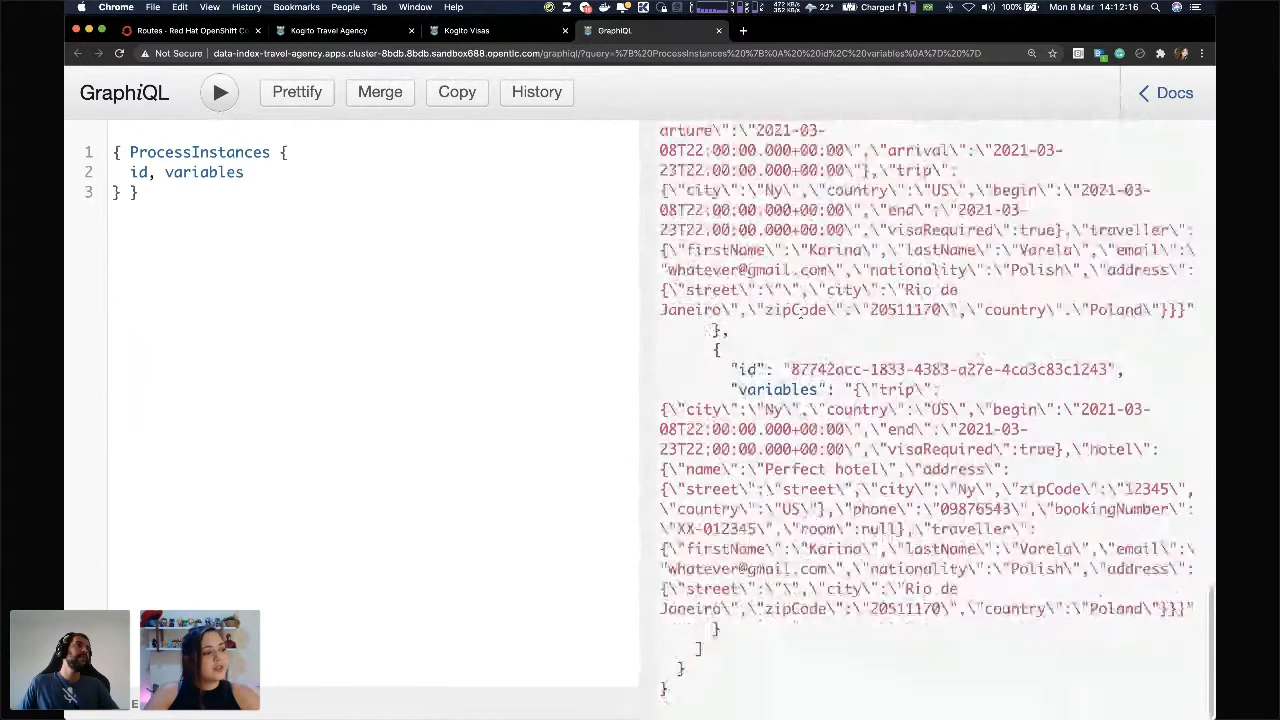 Chrome File Edit View History Bookmarks People Tab Window Help
22° Charged 100% Mon 8 Mar 14:12:16
Routes · Red Hat OpenShift Co
Kogito Travel Agency
Kogito Visas
GraphiQL
Not Secure data-index-travel-agency.apps.cluster-8bdb.8bdb.sandbox688.opentlc.com/graphiql/?query=%7B%20ProcessInstances%20%7B%0A%20%20id%2C%20variables%0A%7D%20%7D
GraphiQL
Prettify
Merge
Copy
History
Docs
1 { ProcessInstances {
2 id, variables
3 } }
arture\":\"2021-03-
08T22:00:00.000+00:00\",\"arrival\":\"2021-03-
23T22:00:00.000+00:00\"},\"trip\":
{\"city\":\"Ny\",\"country\":\"US\",\"begin\":\"2021-03-
08T22:00:00.000+00:00\",\"end\":\"2021-03-
23T22:00:00.000+00:00\",\"visaRequired\":true},\"traveller\":
{\"firstName\":\"Karina\",\"lastName\":\"Varela\",\"email\":\
"whatever@gmail.com\",\"nationality\":\"Polish\",\"address\":
{\"street\":\"\",\"city\":\"Rio de
Janeiro\",\"zipCode\":\"20511170\",\"country\":\"Poland\"}}}"
},
{
"id": "87742acc-1833-4383-a27e-4ca3c83c1243",
"variables": "{\"trip\":
{\"city\":\"Ny\",\"country\":\"US\",\"begin\":\"2021-03-
08T22:00:00.000+00:00\",\"end\":\"2021-03-
23T22:00:00.000+00:00\",\"visaRequired\":true},\"hotel\":
{\"name\":\"Perfect hotel\",\"address\":
{\"street\":\"street\",\"city\":\"Ny\",\"zipCode\":\"12345\",
\"country\":\"US\"},\"phone\":\"09876543\",\"bookingNumber\":
\"XX-012345\",\"room\":null},\"traveller\":
{\"firstName\":\"Karina\",\"lastName\":\"Varela\",\"email\":\
"whatever@gmail.com\",\"nationality\":\"Polish\",\"address\":
{\"street\":\"\",\"city\":\"Rio de
Janeiro\",\"zipCode\":\"20511170\",\"country\":\"Poland\"}}}"
}
]
}
}